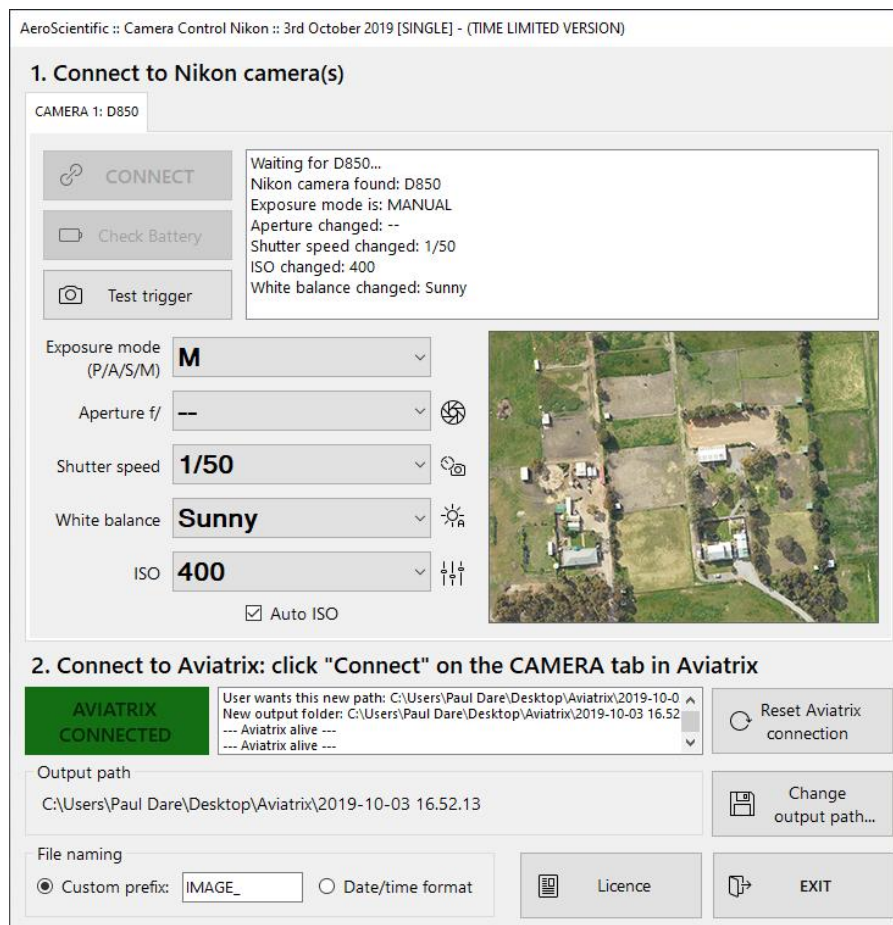 AeroScientific :: Camera Control Nikon :: 3rd October 2019 [SINGLE] - (TIME LIMITED VERSION)
1. Connect to Nikon camera(s)
CAMERA 1: D850
CONNECT
Check Battery
Test trigger
Waiting for D850...
Nikon camera found: D850
Exposure mode is: MANUAL
Aperture changed: --
Shutter speed changed: 1/50
ISO changed: 400
White balance changed: Sunny
Exposure mode
(P/A/S/M)
M
Aperture f/
--
Shutter speed
1/50
White balance
Sunny
ISO
400
Auto ISO
2. Connect to Aviatrix: click "Connect" on the CAMERA tab in Aviatrix
AVIATRIX
CONNECTED
User wants this new path: C:\Users\Paul Dare\Desktop\Aviatrix\2019-10-0
New output folder: C:\Users\Paul Dare\Desktop\Aviatrix\2019-10-03 16.52
--- Aviatrix alive ---
--- Aviatrix alive ---
Reset Aviatrix
connection
Output path
C:\Users\Paul Dare\Desktop\Aviatrix\2019-10-03 16.52.13
Change
output path...
File naming
Custom prefix:
IMAGE_
Date/time format
Licence
EXIT